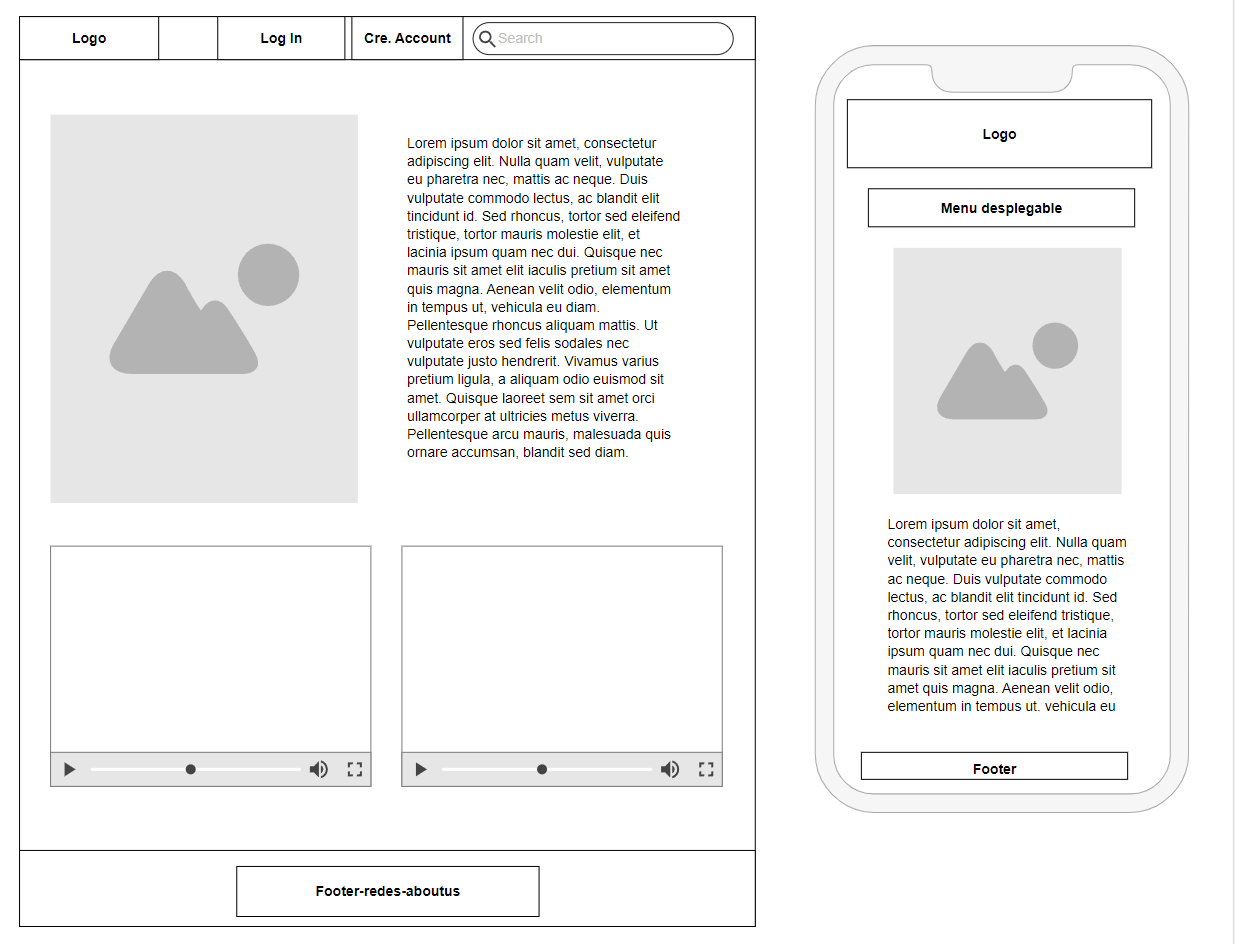 Logo
Log In
Cre. Account
Search
Lorem ipsum dolor sit amet, consectetur
adipiscing elit. Nulla quam velit, vulputate
eu pharetra nec, mattis ac neque. Duis
vulputate commodo lectus, ac blandit elit
tincidunt id. Sed rhoncus, tortor sed eleifend
tristique, tortor mauris molestie elit, et
lacinia ipsum quam nec dui. Quisque nec
mauris sit amet elit iaculis pretium sit amet
quis magna. Aenean velit odio, elementum
in tempus ut, vehicula eu diam.
Pellentesque rhoncus aliquam mattis. Ut
vulputate eros sed felis sodales nec
vulputate justo hendrerit. Vivamus varius
pretium ligula, a aliquam odio euismod sit
amet. Quisque laoreet sem sit amet orci
ullamcorper at ultricies metus viverra.
Pellentesque arcu mauris, malesuada quis
ornare accumsan, blandit sed diam.
Footer-redes-aboutus
Logo
Menu desplegable
Lorem ipsum dolor sit amet,
consectetur adipiscing elit. Nulla quam
velit, vulputate eu pharetra nec, mattis
ac neque. Duis vulputate commodo
lectus, ac blandit elit tincidunt id. Sed
rhoncus, tortor sed eleifend tristique,
tortor mauris molestie elit, et lacinia
ipsum quam nec dui. Quisque nec
mauris sit amet elit iaculis pretium sit
amet quis magna. Aenean velit odio,
elementum in tempus ut, vehicula eu
Footer